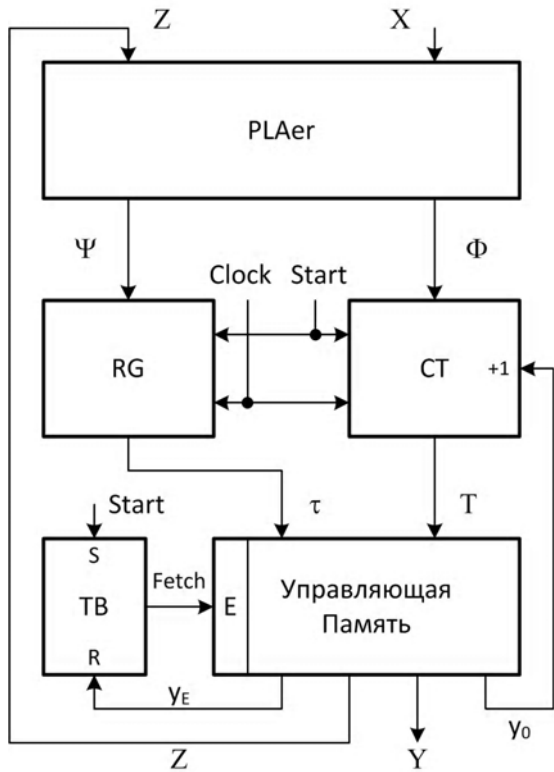 Z X
PLAer
Ψ Φ
Clock Start
RG
CT +1
Start
τ T
S
TB
R
Fetch
E
Управляющая
Память
yE
y0
Z Y